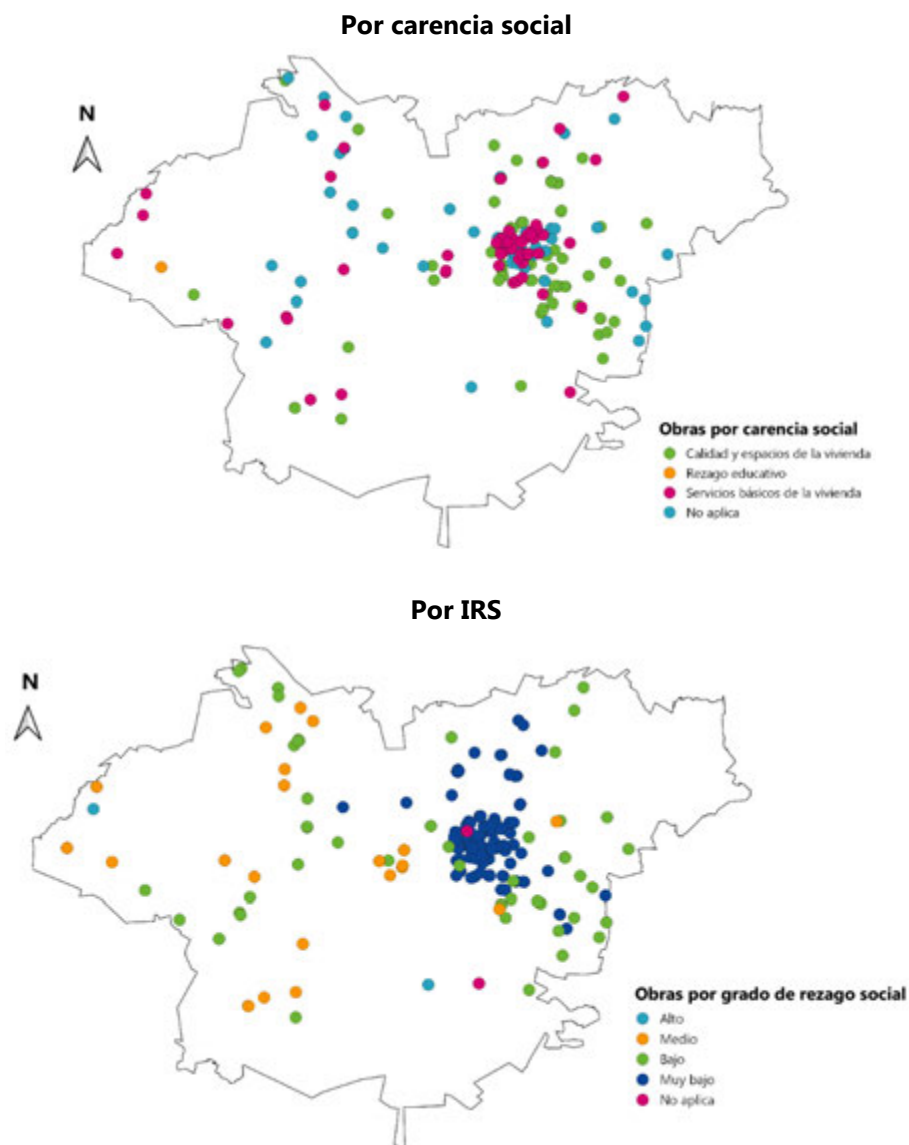 Por carencia social
N
Obras por carencia social
Calidad y espacios de la vivienda
Rezago educativo
Servicios básicos de la vivienda
No aplica
Por IRS
N
Obras por grado de rezago social
Alto
Medio
Bajo
Muy bajo
No aplica